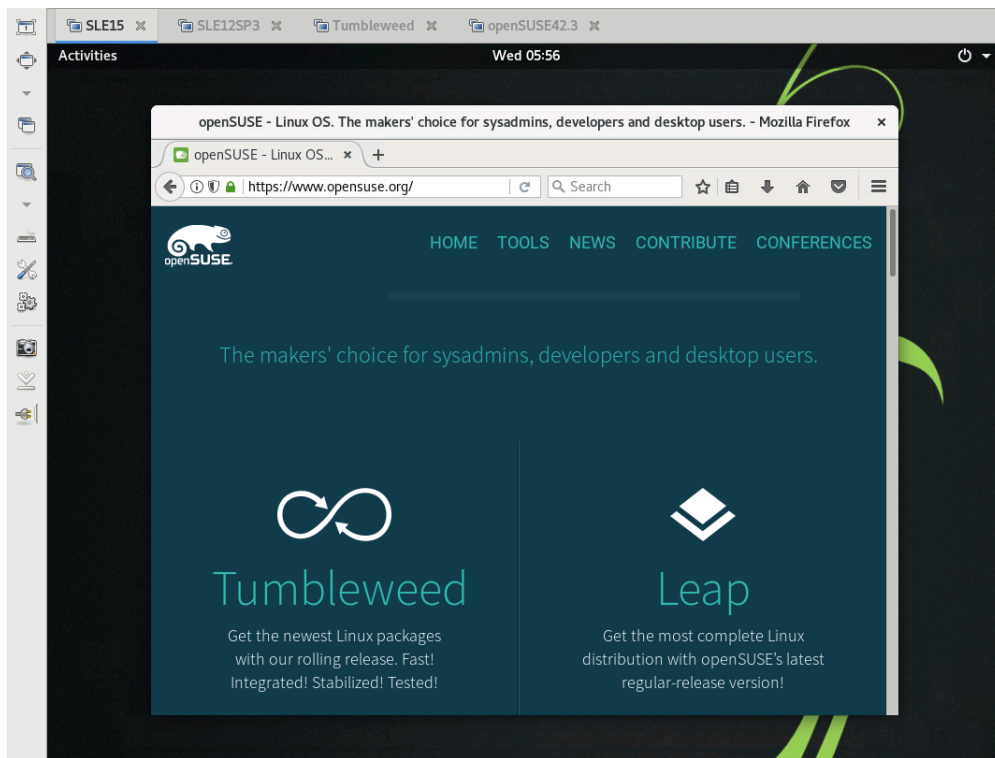 SLE15
SLE12SP3
Tumbleweed
openSUSE42.3
Activities
Wed 05:56
openSUSE - Linux OS. The makers' choice for sysadmins, developers and desktop users. - Mozilla Firefox
openSUSE - Linux OS...
https://www.opensuse.org/
Search
openSUSE.
HOME TOOLS NEWS CONTRIBUTE CONFERENCES
The makers' choice for sysadmins, developers and desktop users.
Tumbleweed
Get the newest Linux packages
with our rolling release. Fast!
Integrated! Stabilized! Tested!
Leap
Get the most complete Linux
distribution with openSUSE's latest
regular-release version!